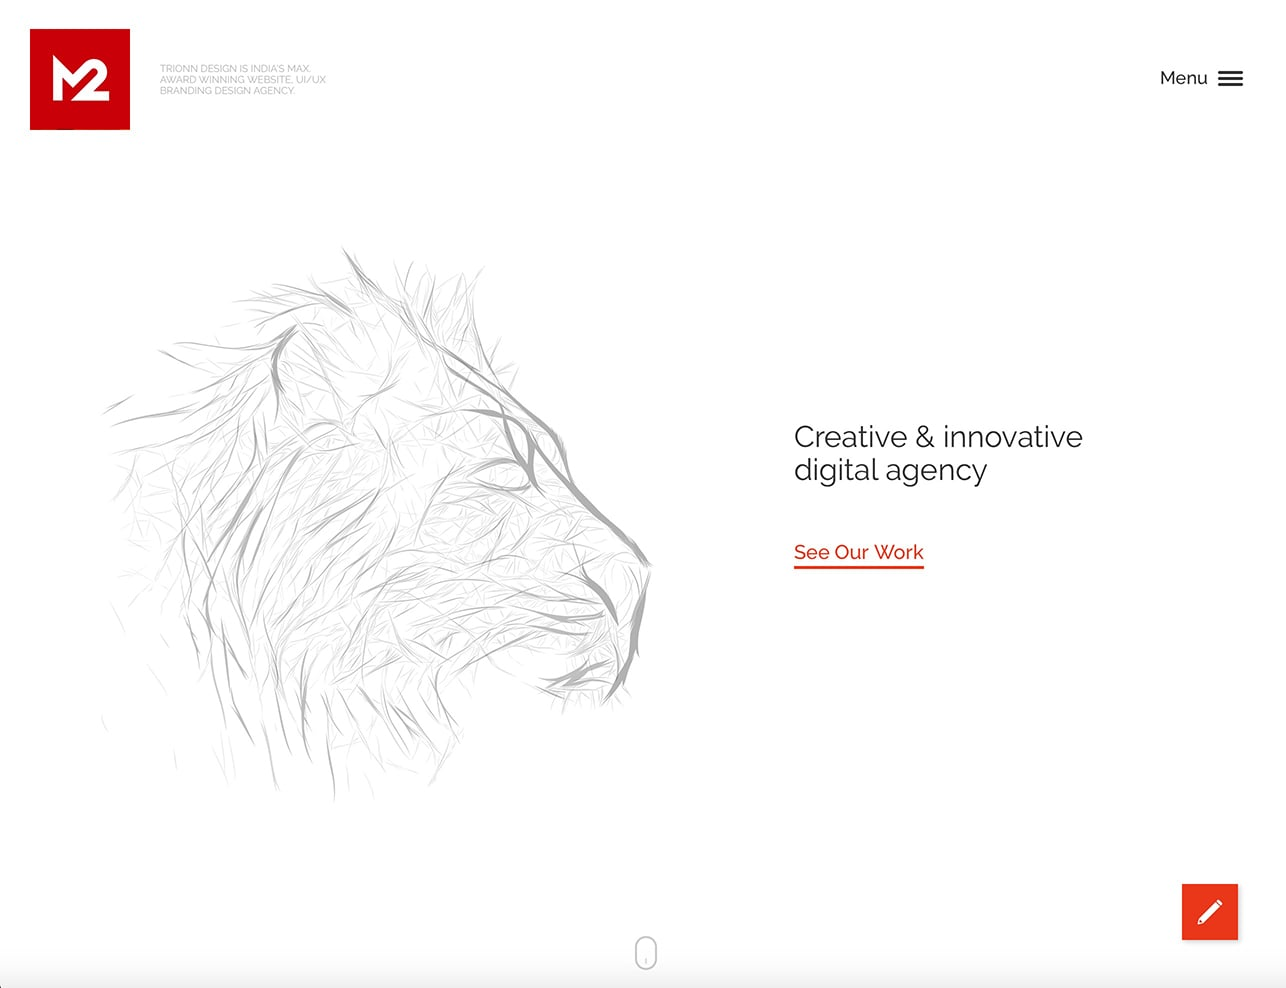 M2
TRIONN DESIGN IS INDIA'S MAX.
AWARD WINNING WEBSITE, UI/UX
BRANDING DESIGN AGENCY.
Menu
Creative & innovative
digital agency
See Our Work